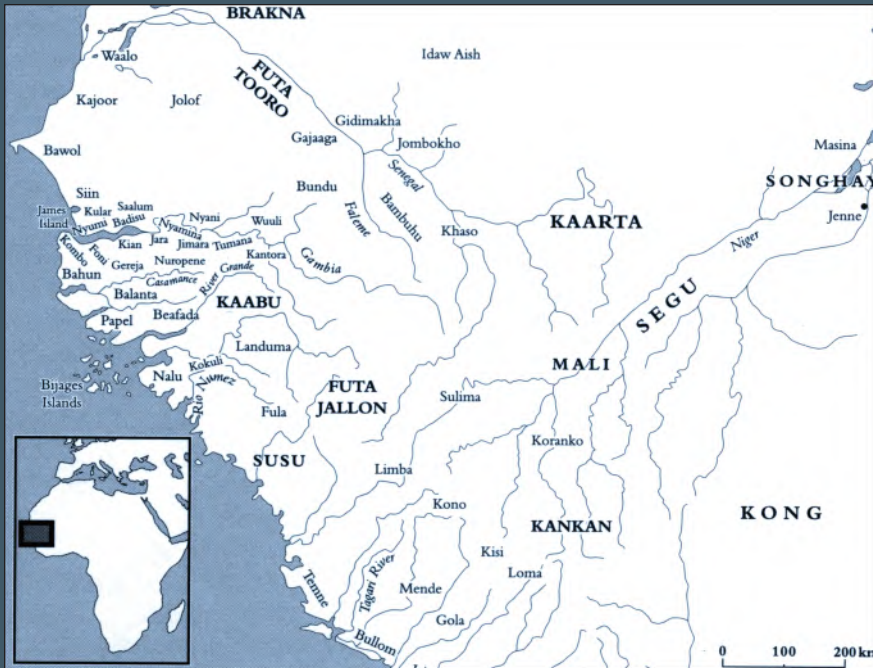 BRAKNA
Waalo
Idaw Aish
FUTA
TOORO
Kajoor
Jolof
Gidimakha
Gajaaga
Jombokho
Bawol
Masina
Senegal
SONGHAY
Siin
Bundu
Bambuhu
Faleme
James
Island
Kular
Saalum
Nyumi
Badisu
Nyamina
Nyani
Wuuli
Khaso
KAARTA
Jenne
Niger
Kombo
Foni
Kian
Jara
Jimara
Tumana
Kantora
Gambia
Bahun
Gereja
Nuropene
Casamance
River
Grande
Balanta
KAABU
SEGU
Papel
Beafada
Landuma
MALI
Kokuli
Bijages
Islands
Nalu
Rio Numez
FUTA
JALLON
Sulima
Fula
Koranko
SUSU
Limba
Kono
KANKAN
KONG
Kisi
Temne
Tagari River
Loma
Mende
Gola
Bullom
0 100 200 km